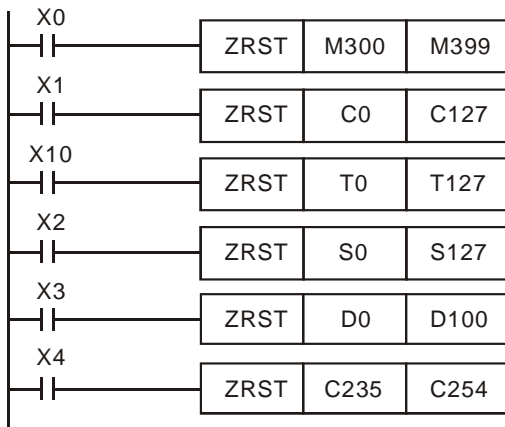 X0
ZRST M300 M399
X1
ZRST C0 C127
X10
ZRST T0 T127
X2
ZRST S0 S127
X3
ZRST D0 D100
X4
ZRST C235 C254